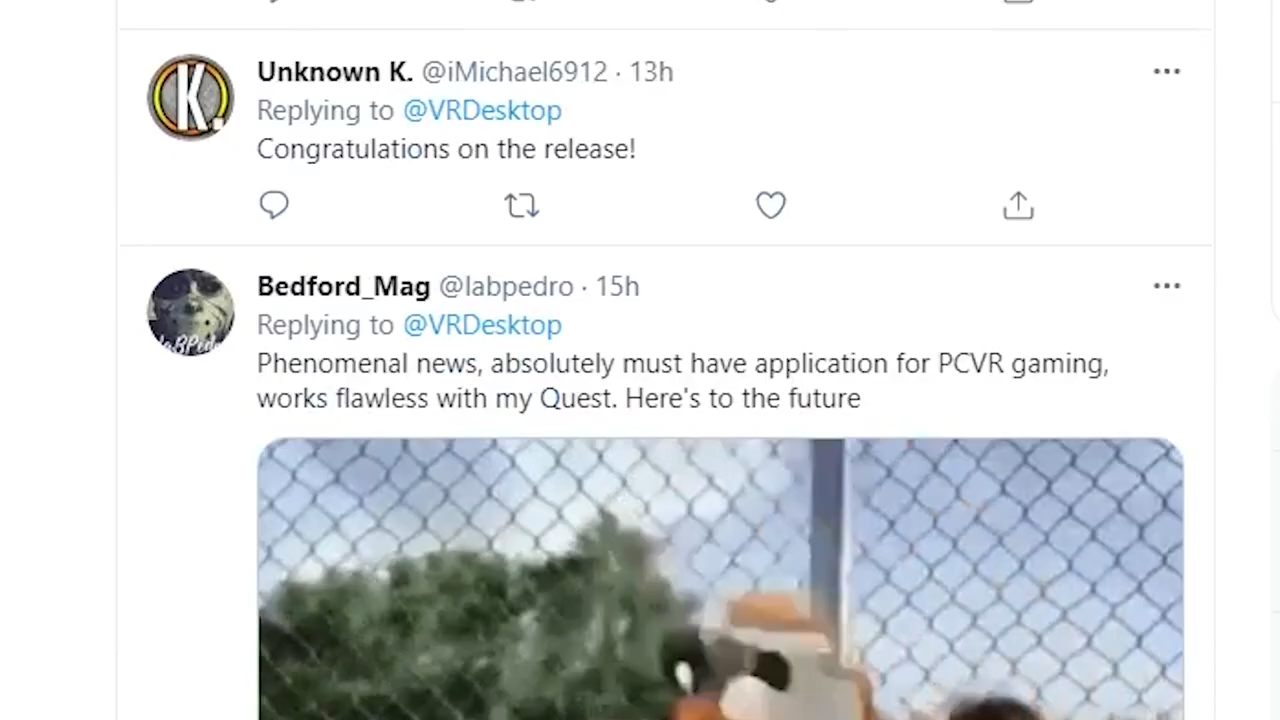 Unknown K. @iMichael6912 · 13h
Replying to @VRDesktop
Congratulations on the release!
Bedford_Mag @labpedro · 15h
Replying to @VRDesktop
Phenomenal news, absolutely must have application for PCVR gaming,
works flawless with my Quest. Here's to the future